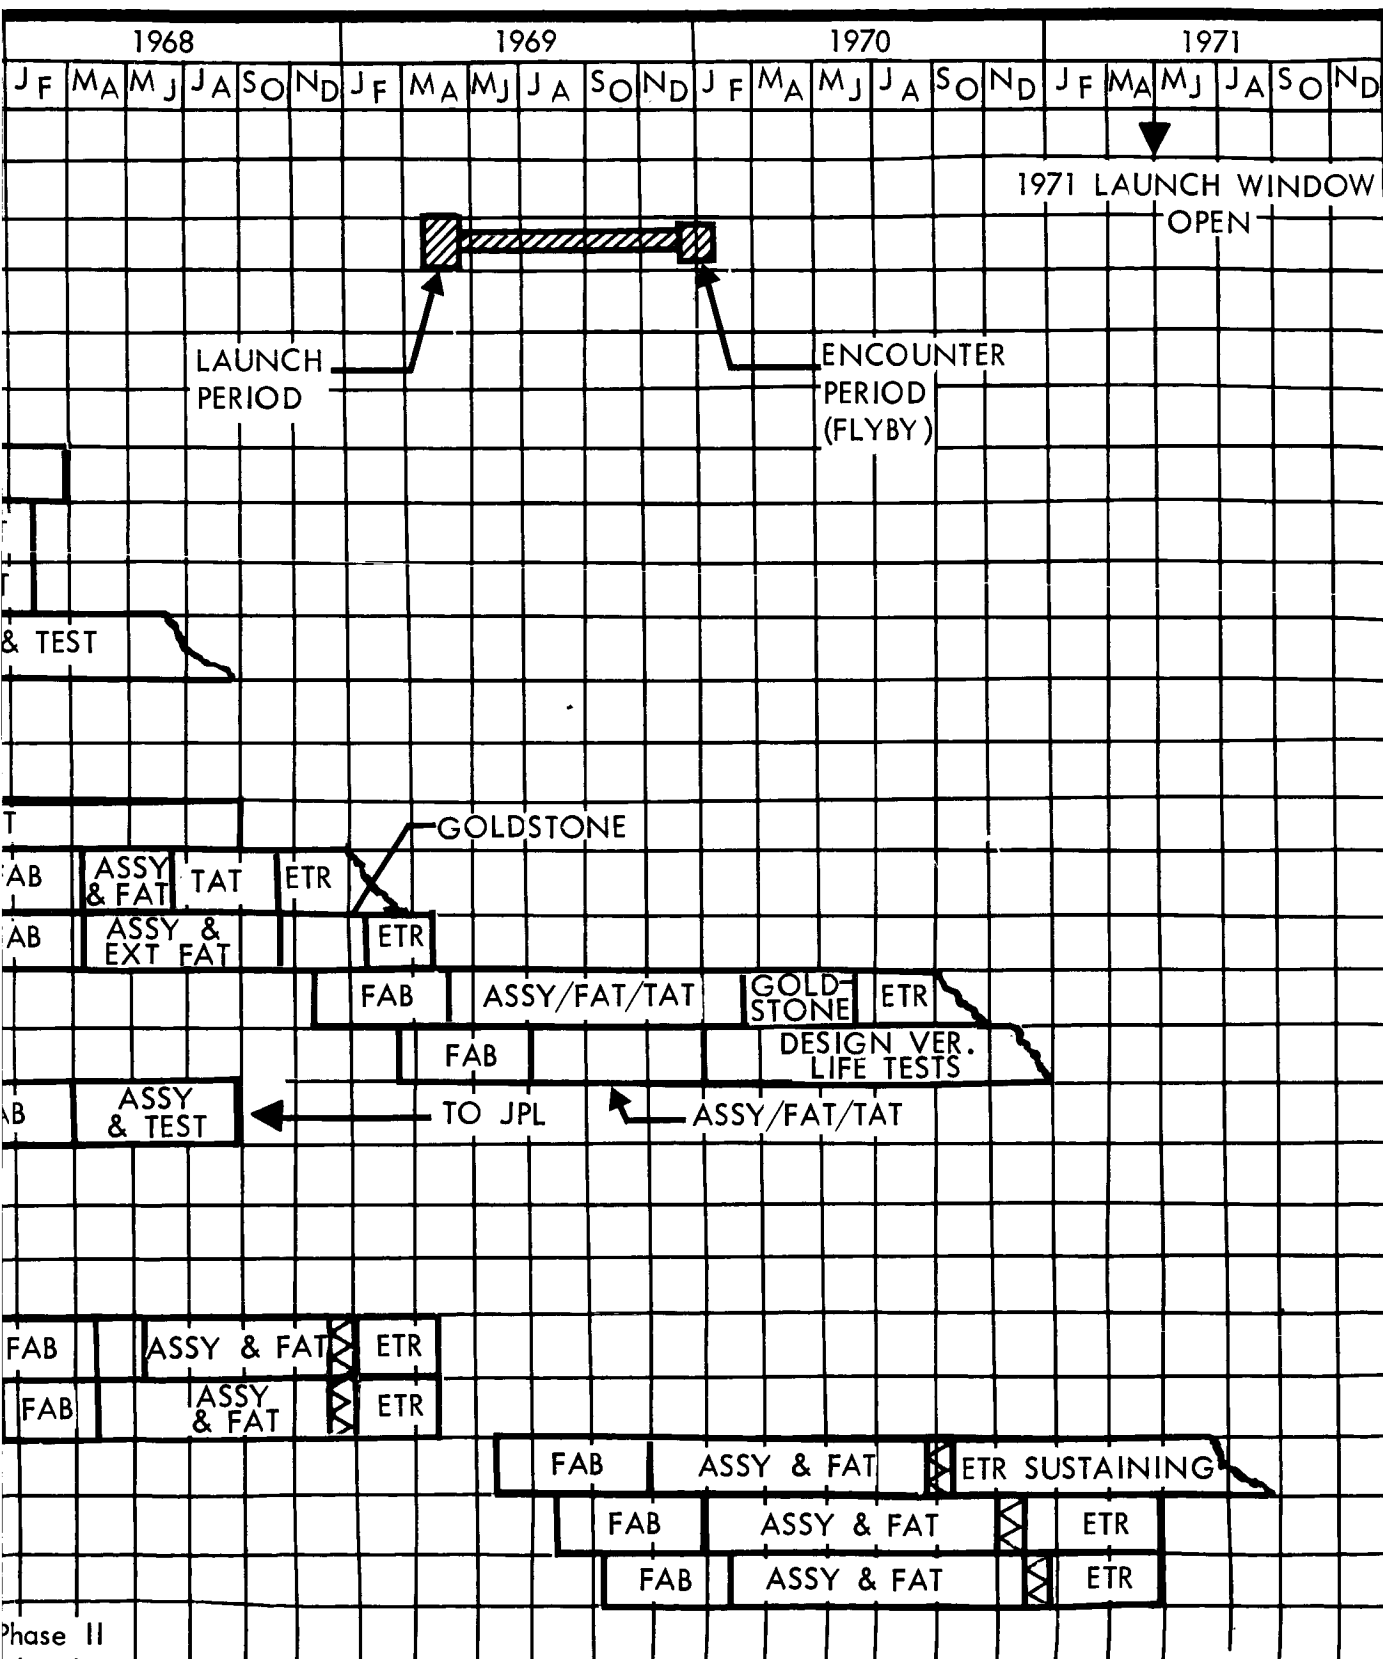 1968 1969 1970 1971
J F M A M J J A S O N D J F M A M J J A S O N D J F M A M J J A S O N D J F M A M J J A S O N D
1971 LAUNCH WINDOW
OPEN
LAUNCH
PERIOD
ENCOUNTER
PERIOD
(FLYBY)
& TEST
T
GOLDSTONE
AB ASSY
& FAT TAT ETR
AB ASSY &
EXT FAT ETR
FAB ASSY/FAT/TAT GOLD-
STONE ETR
FAB DESIGN VER.
LIFE TESTS
AB ASSY
& TEST TO JPL ASSY/FAT/TAT
FAB ASSY & FAT ETR
FAB ASSY
& FAT ETR
FAB ASSY & FAT ETR SUSTAINING
FAB ASSY & FAT ETR
FAB ASSY & FAT ETR
Phase II